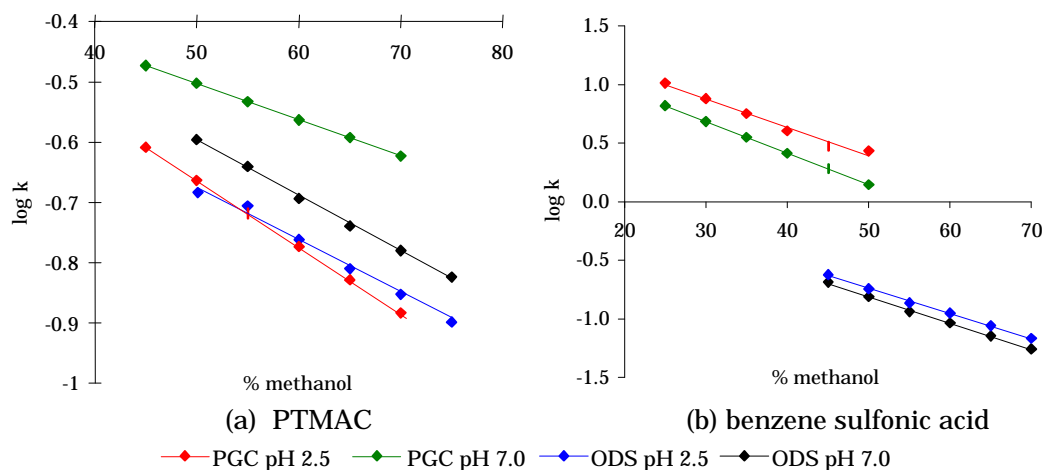 -0.4
40 50 60 70 80
-0.5
-0.6
-0.7
-0.8
-0.9
-1
log k
% methanol
(a) PTMAC
1.5
1.0
0.5
0.0
20 30 40 50 60 70
-0.5
-1.0
-1.5
log k
% methanol
(b) benzene sulfonic acid
PGC pH 2.5 PGC pH 7.0 ODS pH 2.5 ODS pH 7.0